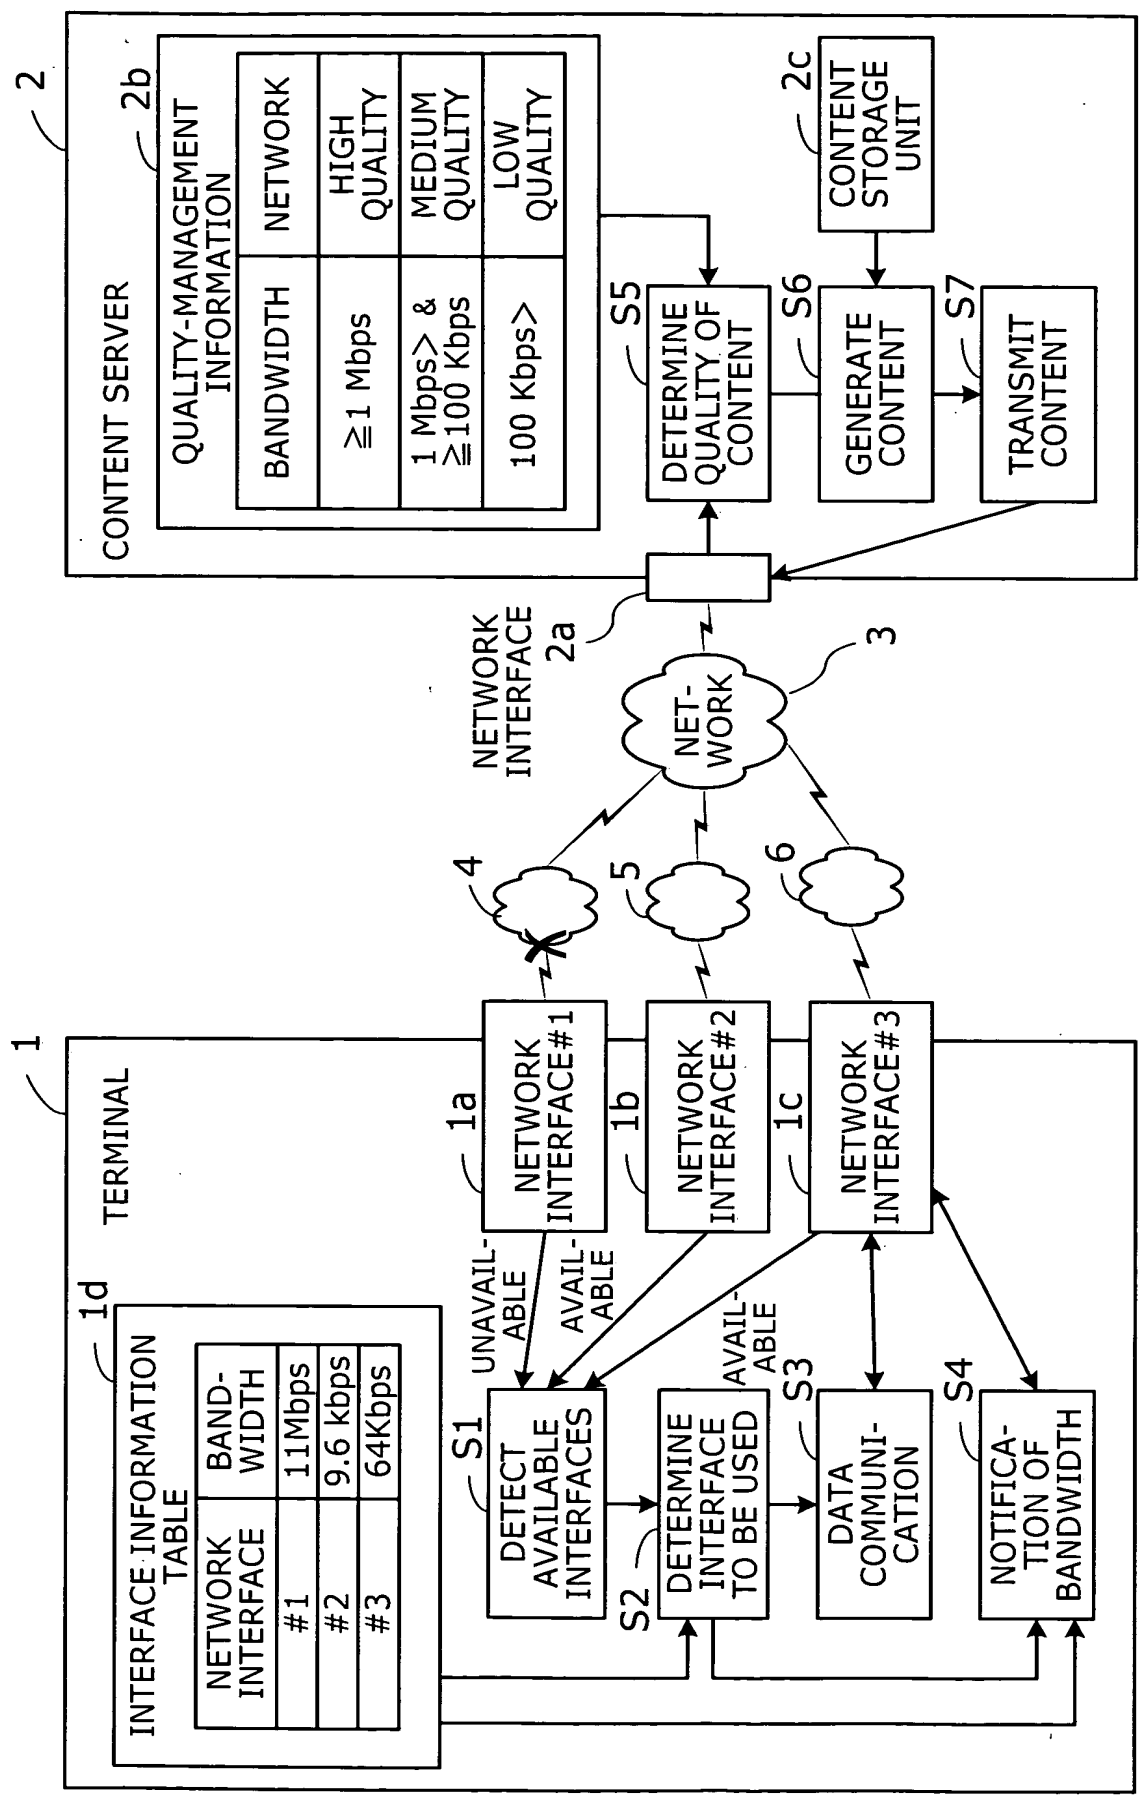 1
TERMINAL
1d
INTERFACE INFORMATION
TABLE
NETWORK
INTERFACE
BAND-
WIDTH
#1
11Mbps
#2
9.6 kbps
#3
64Kbps
S1
DETECT
AVAILABLE
INTERFACES
UNAVAIL-
ABLE
AVAIL-
ABLE
AVAIL-
ABLE
S2
DETERMINE
INTERFACE
TO BE USED
S3
DATA
COMMUNI-
CATION
S4
NOTIFICA-
TION OF
BANDWIDTH
1a
NETWORK
INTERFACE#1
1b
NETWORK
INTERFACE#2
1c
NETWORK
INTERFACE#3
4
5
6
NET-
WORK
3
NETWORK
INTERFACE
2a
2
CONTENT SERVER
2b
QUALITY-MANAGEMENT
INFORMATION
BANDWIDTH
NETWORK
≧1 Mbps
HIGH
QUALITY
1 Mbps> &
≧100 Kbps
MEDIUM
QUALITY
100 Kbps>
LOW
QUALITY
S5
DETERMINE
QUALITY OF
CONTENT
S6
GENERATE
CONTENT
2c
CONTENT
STORAGE
UNIT
S7
TRANSMIT
CONTENT